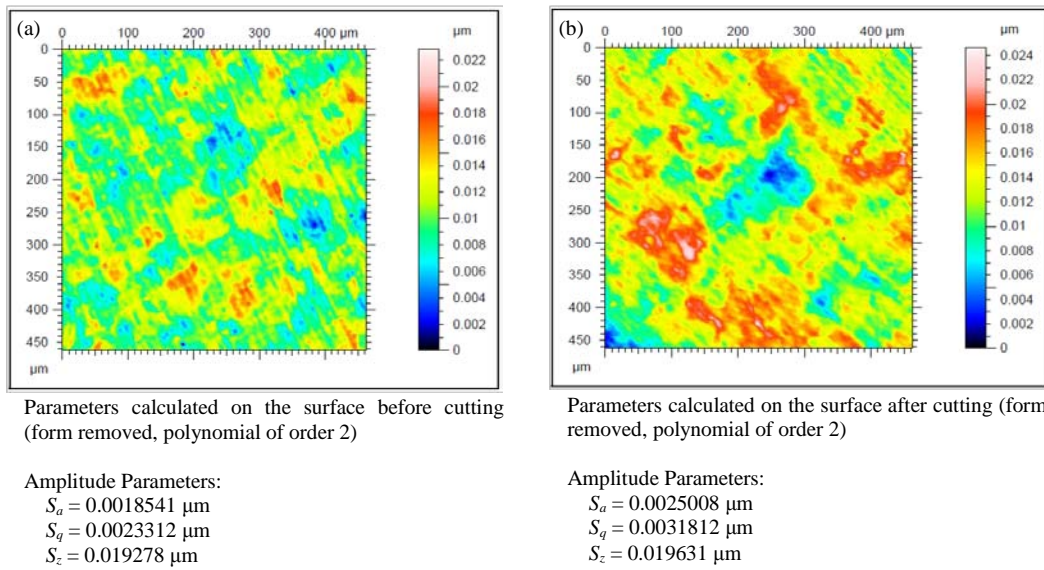 (a)
µm
0 100 200 300 400 µm
0
50
100
150
200
250
300
350
400
450
µm
0.022
0.02
0.018
0.016
0.014
0.012
0.01
0.008
0.006
0.004
0.002
0
Parameters calculated on the surface before cutting
(form removed, polynomial of order 2)
Amplitude Parameters:
Sa = 0.0018541 µm
Sq = 0.0023312 µm
Sz = 0.019278 µm
(b)
µm
0 100 200 300 400 µm
0
50
100
150
200
250
300
350
400
450
µm
0.024
0.022
0.02
0.018
0.016
0.014
0.012
0.01
0.008
0.006
0.004
0.002
0
Parameters calculated on the surface after cutting (form
removed, polynomial of order 2)
Amplitude Parameters:
Sa = 0.0025008 µm
Sq = 0.0031812 µm
Sz = 0.019631 µm